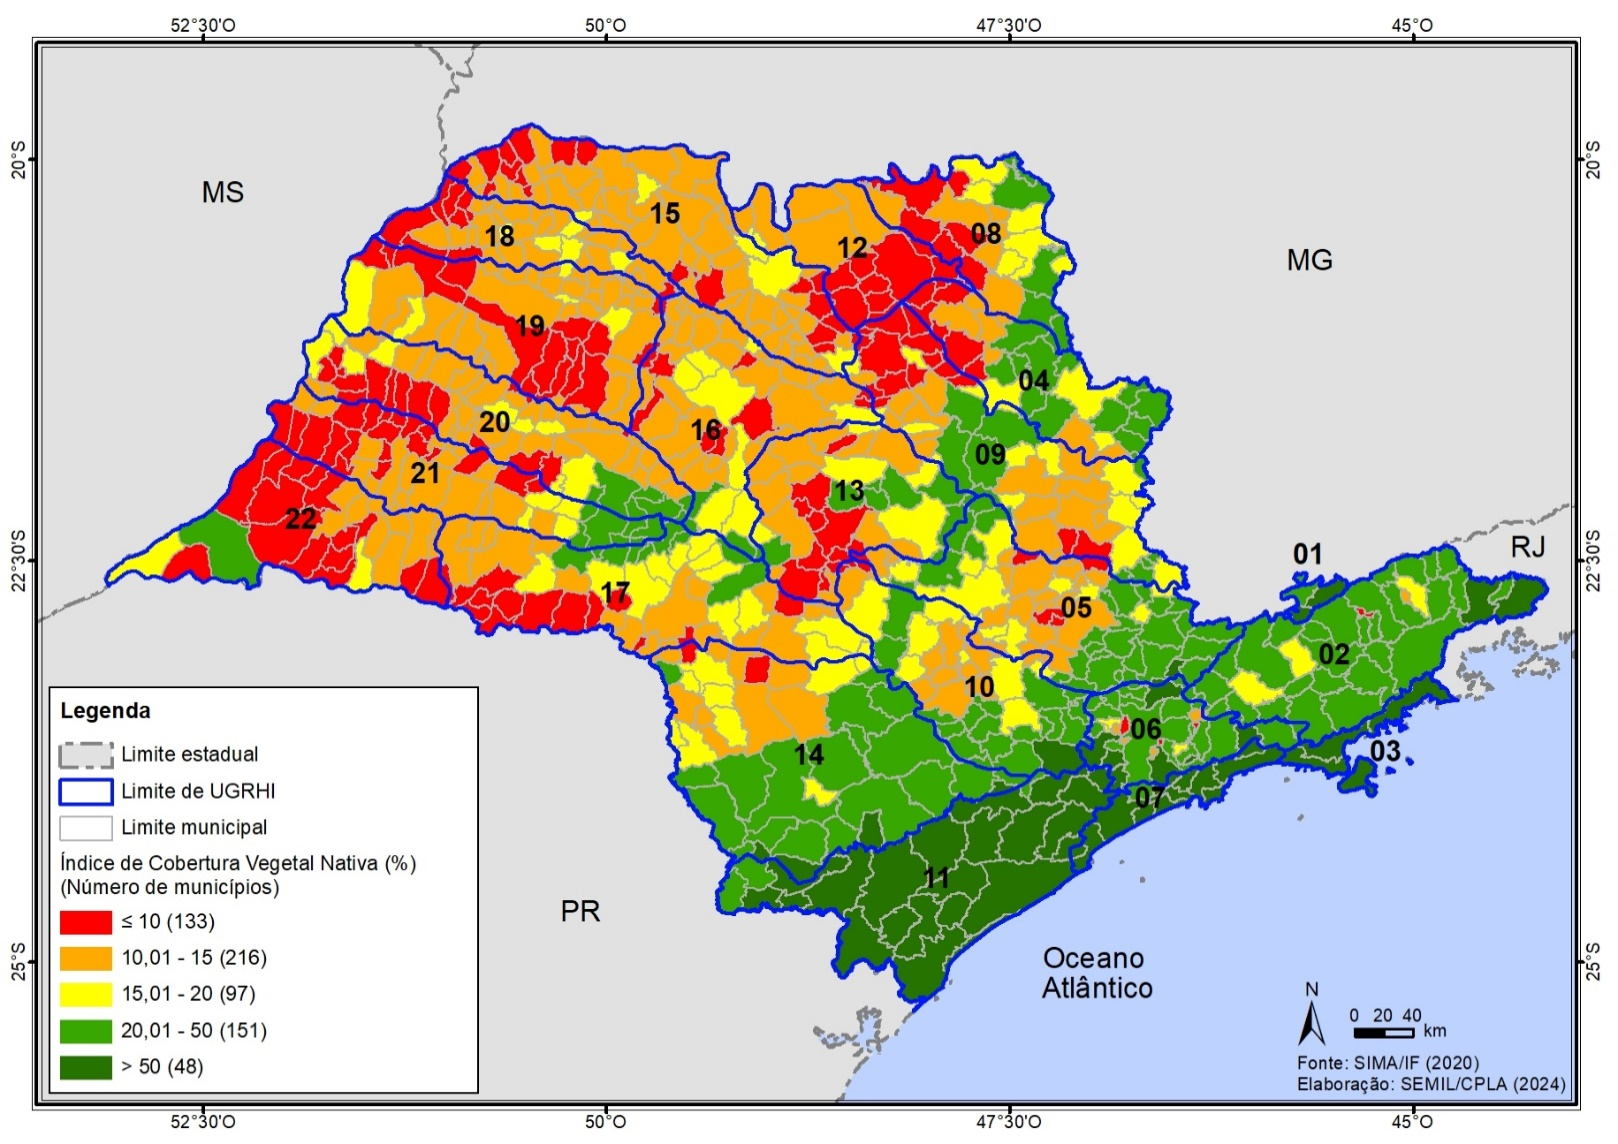 52°30'O 50°O 47°30'O 45°O
20°S 20°S
MS
MG
15
18
12
08
19
04
20
16
09
21
13
22
22°30'S 22°30'S
01
RJ
17
05
02
10
06
03
14
07
11
PR
Oceano
Atlântico
25°S 25°S
Legenda
Limite estadual
Limite de UGRHI
Limite municipal
Índice de Cobertura Vegetal Nativa (%)
(Número de municípios)
≤ 10 (133)
10,01 - 15 (216)
15,01 - 20 (97)
20,01 - 50 (151)
> 50 (48)
N
0 20 40
km
Fonte: SIMA/IF (2020)
Elaboração: SEMIL/CPLA (2024)
52°30'O 50°O 47°30'O 45°O